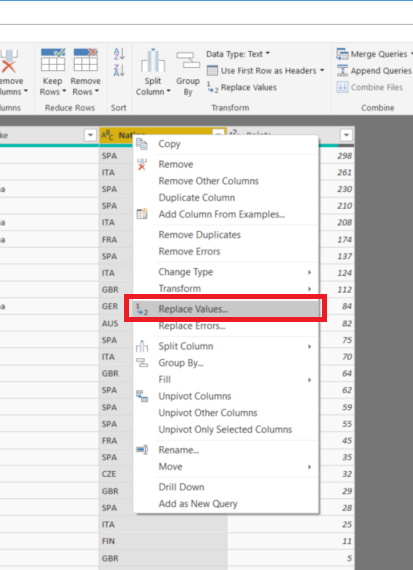 emove
lumns
Keep
Rows
Remove
Rows
Split
Column
Group
By
Data Type: Text
Use First Row as Headers
Replace Values
Merge Queries
Append Queries
Combine Files
lumns
Reduce Rows
Sort
Transform
Combine
ke
Nation
Points
SPA 298
ITA 261
a SPA 230
SPA 210
a ITA 208
a FRA 174
SPA 137
ITA 124
GBR 112
a GER 84
AUS 82
SPA 75
ITA 70
GBR 64
SPA 62
SPA 59
SPA 55
FRA 45
SPA 35
CZE 32
GBR 29
SPA 28
ITA 25
FIN 11
GBR 5
Copy
Remove
Remove Other Columns
Duplicate Column
Add Column From Examples...
Remove Duplicates
Remove Errors
Change Type
Transform
Replace Values...
Replace Errors...
Split Column
Group By...
Fill
Unpivot Columns
Unpivot Other Columns
Unpivot Only Selected Columns
Rename...
Move
Drill Down
Add as New Query